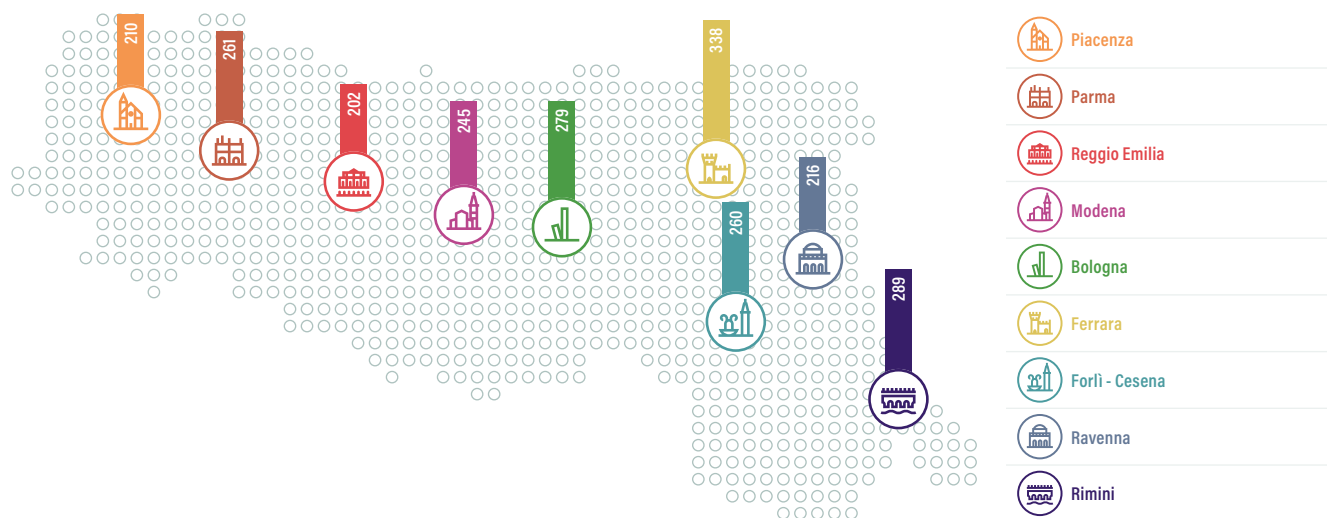 210
261
202
245
279
338
216
260
289
Piacenza
Parma
Reggio Emilia
Modena
Bologna
Ferrara
Forlì - Cesena
Ravenna
Rimini